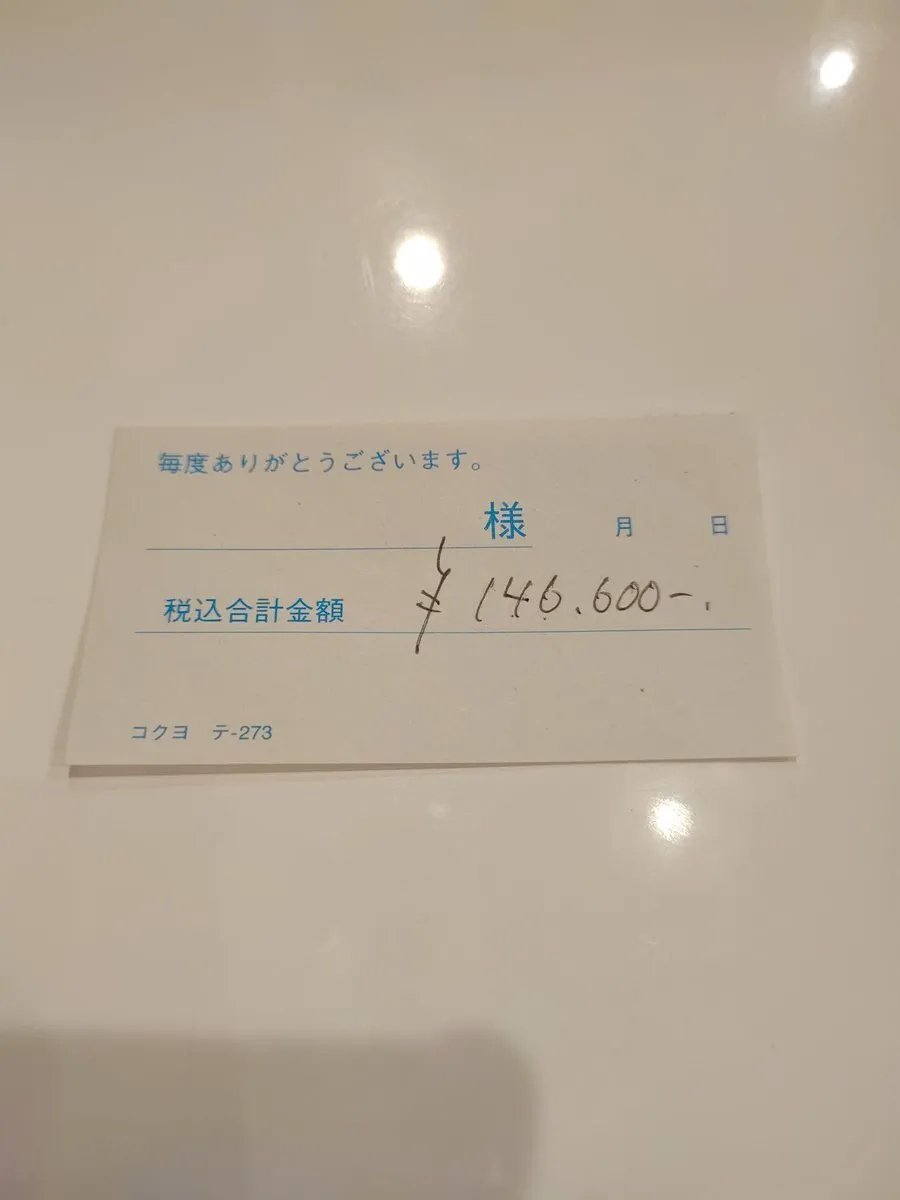 毎度ありがとうございます。
様 月 日
税込合計金額 ¥146.600-.
コクヨ テ-273